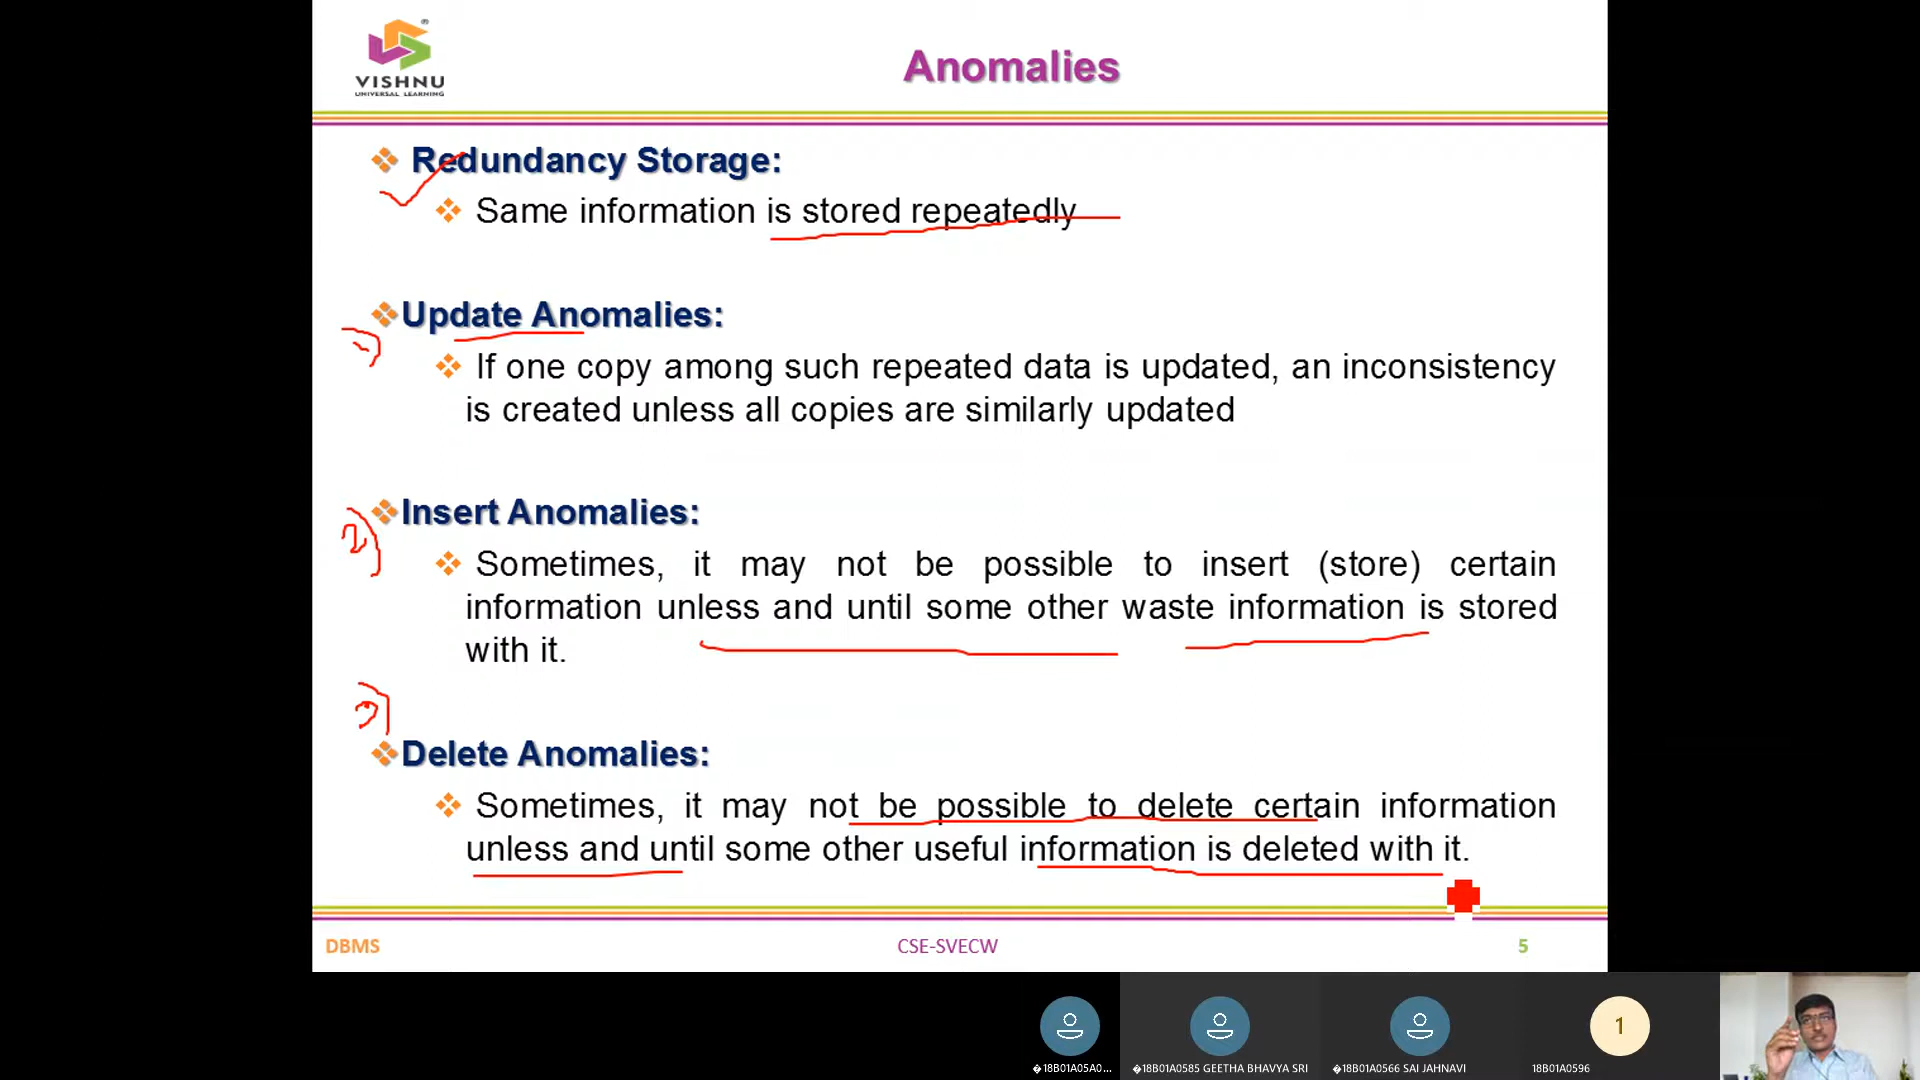 VISHNU
UNIVERSAL LEARNING
Anomalies
Redundancy Storage:
Same information is stored repeatedly
Update Anomalies:
If one copy among such repeated data is updated, an inconsistency
is created unless all copies are similarly updated
2)
Insert Anomalies:
Sometimes, it may not be possible to insert (store) certain
information unless and until some other waste information is stored
with it.
Delete Anomalies:
Sometimes, it may not be possible to delete certain information
unless and until some other useful information is deleted with it.
DBMS
CSE-SVECW
5
1
18B01A05A0...
18B01A0585 GEETHA BHAVYA SRI
18B01A0566 SAI JAHNAVI
18B01A0596